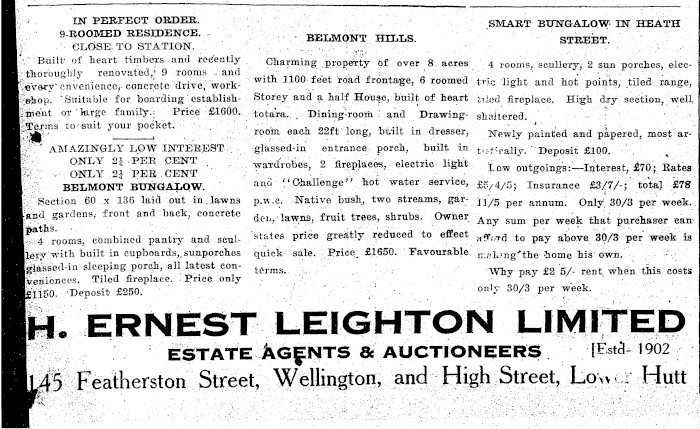 IN PERFECT ORDER.
9-ROOMED RESIDENCE.
CLOSE TO STATION.
Built of heart timbers and recently
thoroughly renovated, 9 rooms and
every convenience, concrete drive, work-
shop. Suitable for boarding establish-
ment or large family. Price £1600.
Terms to suit your pocket.
AMAZINGLY LOW INTEREST
ONLY 2¼ PER CENT
ONLY 2¼ PER CENT
BELMONT BUNGALOW.
Section 60 x 136 laid out in lawns
and gardens, front and back, concrete
paths.
4 rooms, combined pantry and scul-
lery with built in cupboards, sunporches
glassed-in sleeping porch, all latest con-
veniences. Tiled fireplace. Price only
£1150. Deposit £250.
BELMONT HILLS.
Charming property of over 8 acres
with 1100 feet road frontage, 6 roomed
Storey and a half House, built of heart
totara. Dining-room and Drawing-
room each 22ft long, built in dresser,
glassed-in entrance porch, built in
wardrobes, 2 fireplaces, electric light
and "Challenge" hot water service,
p.w.c. Native bush, two streams, gar-
den, lawns, fruit trees, shrubs. Owner
states price greatly reduced to effect
quick sale. Price £1650. Favourable
terms.
SMART BUNGALOW IN HEATH
STREET.
4 rooms, scullery, 2 sun porches, elec-
tric light and hot points, tiled range,
tiled fireplace. High dry section, well
sheltered.
Newly painted and papered, most ar-
tistically. Deposit £100.
Low outgoings:—Interest, £70; Rates
£5/4/5; Insurance £3/7/-; total £78
11/5 per annum. Only 30/3 per week.
Any sum per week that purchaser can
afford to pay above 30/3 per week is
making the home his own.
Why pay £2 5/- rent when this costs
only 30/3 per week.
H. ERNEST LEIGHTON LIMITED
ESTATE AGENTS & AUCTIONEERS [Estd- 1902
145 Featherston Street, Wellington, and High Street, Lower Hutt